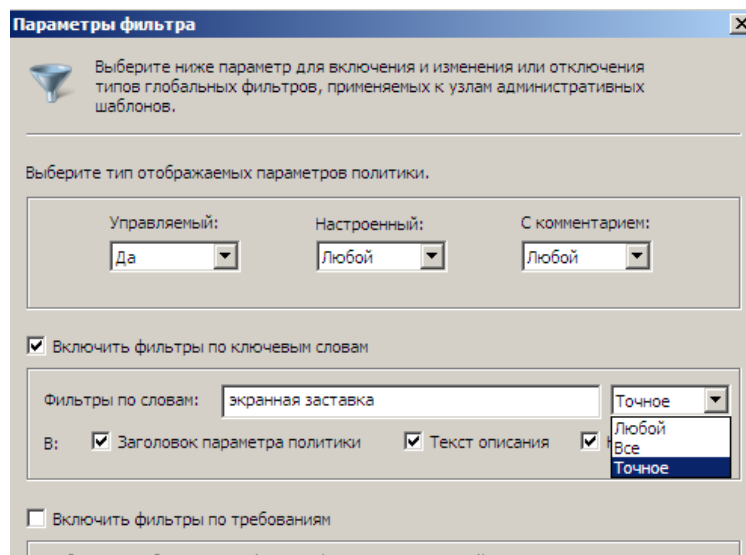 Параметры фильтра
Выберите ниже параметр для включения и изменения или отключения
типов глобальных фильтров, применяемых к узлам административных
шаблонов.
Выберите тип отображаемых параметров политики.
Управляемый: Настроенный: С комментарием:
Да Любой Любой
Включить фильтры по ключевым словам
Фильтры по словам: экранная заставка Точное
Любой
В: Заголовок параметра политики Текст описания
Все
Точное
Включить фильтры по требованиям